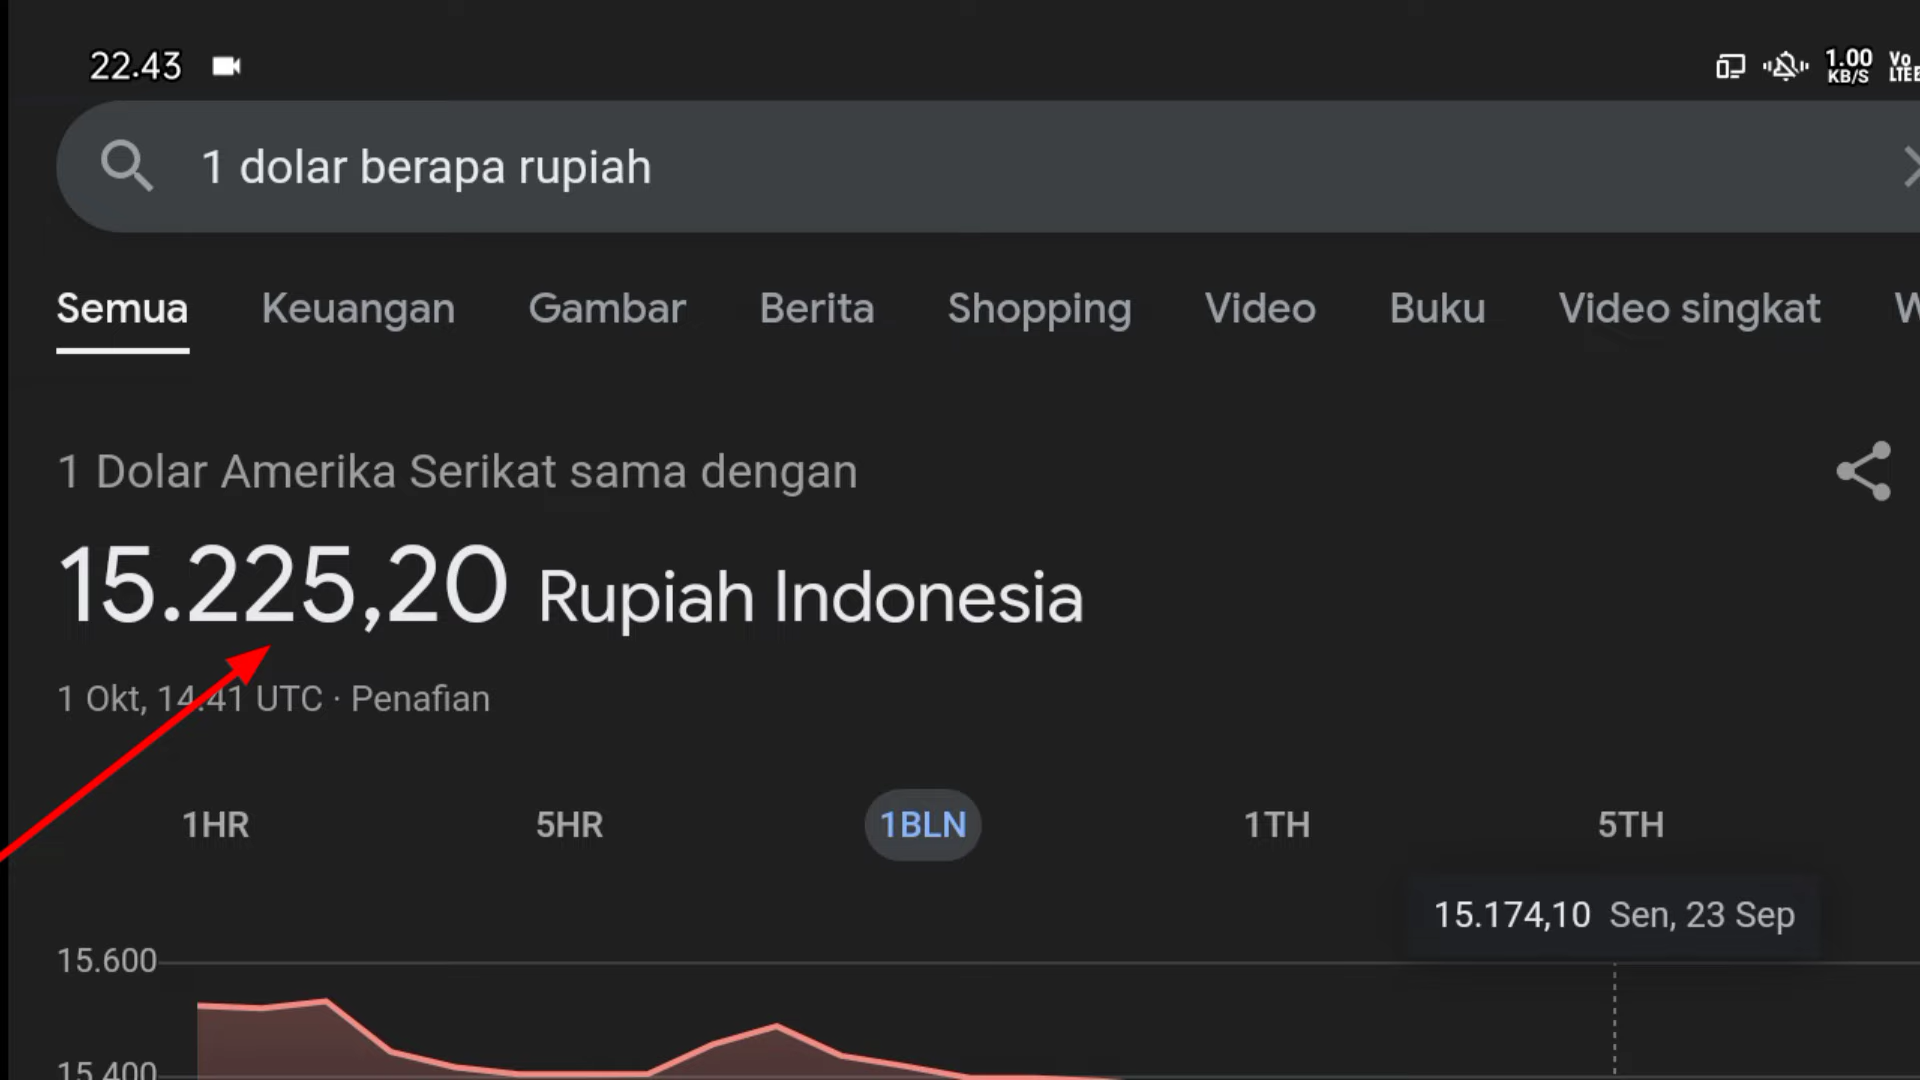 22.43
1.00
KB/S
Vo
LTE
1 dolar berapa rupiah
Semua Keuangan Gambar Berita Shopping Video Buku Video singkat
1 Dolar Amerika Serikat sama dengan
15.225,20 Rupiah Indonesia
1 Okt, 14.41 UTC · Penafian
1HR 5HR 1BLN 1TH 5TH
15.174,10 Sen, 23 Sep
15.600
15.400